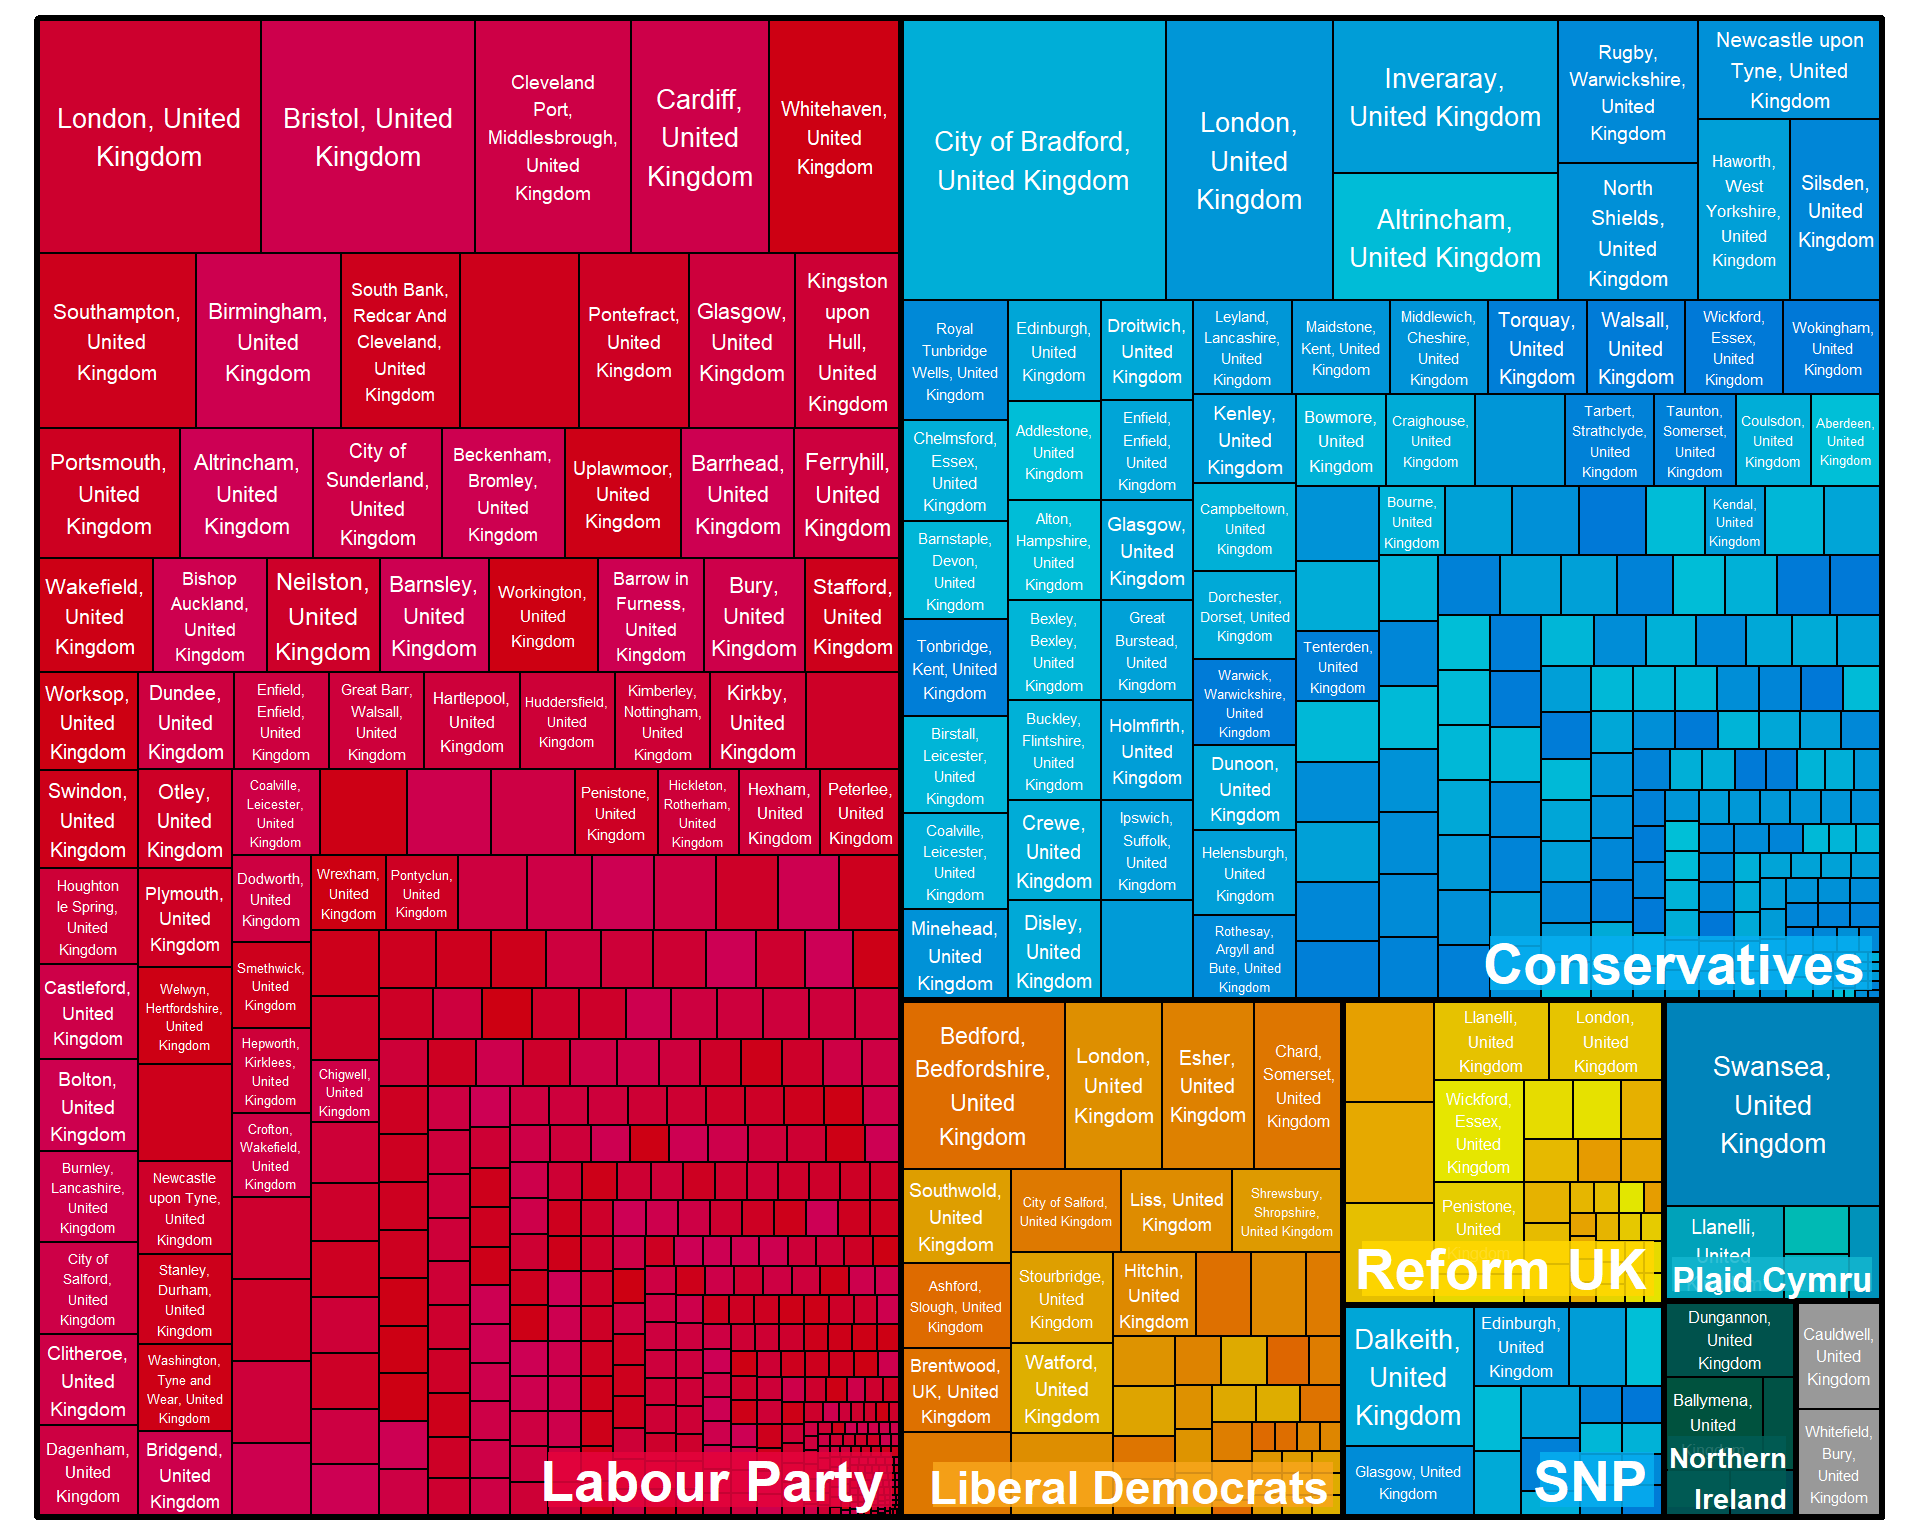 London, United
Kingdom
Bristol, United
Kingdom
Cleveland
Port,
Middlesbrough,
United
Kingdom
Cardiff,
United
Kingdom
Whitehaven,
United
Kingdom
Southampton,
United
Kingdom
Birmingham,
United
Kingdom
South Bank,
Redcar And
Cleveland,
United
Kingdom
Pontefract,
United
Kingdom
Glasgow,
United
Kingdom
Kingston
upon
Hull,
United
Kingdom
Portsmouth,
United
Kingdom
Altrincham,
United
Kingdom
City of
Sunderland,
United
Kingdom
Beckenham,
Bromley,
United
Kingdom
Uplawmoor,
United
Kingdom
Barrhead,
United
Kingdom
Ferryhill,
United
Kingdom
Wakefield,
United
Kingdom
Bishop
Auckland,
United
Kingdom
Neilston,
United
Kingdom
Barnsley,
United
Kingdom
Workington,
United
Kingdom
Barrow in
Furness,
United
Kingdom
Bury,
United
Kingdom
Stafford,
United
Kingdom
Worksop,
United
Kingdom
Dundee,
United
Kingdom
Enfield,
Enfield,
United
Kingdom
Great Barr,
Walsall,
United
Kingdom
Hartlepool,
United
Kingdom
Huddersfield,
United
Kingdom
Kimberley,
Nottingham,
United
Kingdom
Kirkby,
United
Kingdom
Swindon,
United
Kingdom
Otley,
United
Kingdom
Coalville,
Leicester,
United
Kingdom
Penistone,
United
Kingdom
Hickleton,
Rotherham,
United
Kingdom
Hexham,
United
Kingdom
Peterlee,
United
Kingdom
Houghton
le Spring,
United
Kingdom
Plymouth,
United
Kingdom
Dodworth,
United
Kingdom
Wrexham,
United
Kingdom
Pontyclun,
United
Kingdom
Castleford,
United
Kingdom
Welwyn,
Hertfordshire,
United
Kingdom
Smethwick,
United
Kingdom
Hepworth,
Kirklees,
United
Kingdom
Chigwell,
United
Kingdom
Bolton,
United
Kingdom
Crofton,
Wakefield,
United
Kingdom
Burnley,
Lancashire,
United
Kingdom
Newcastle
upon Tyne,
United
Kingdom
City of
Salford,
United
Kingdom
Stanley,
Durham,
United
Kingdom
Clitheroe,
United
Kingdom
Washington,
Tyne and
Wear, United
Kingdom
Dagenham,
United
Kingdom
Bridgend,
United
Kingdom
Labour Party
City of Bradford,
United Kingdom
London,
United
Kingdom
Inveraray,
United Kingdom
Altrincham,
United Kingdom
Rugby,
Warwickshire,
United
Kingdom
North
Shields,
United
Kingdom
Newcastle upon
Tyne, United
Kingdom
Haworth,
West
Yorkshire,
United
Kingdom
Silsden,
United
Kingdom
Royal
Tunbridge
Wells, United
Kingdom
Edinburgh,
United
Kingdom
Droitwich,
United
Kingdom
Leyland,
Lancashire,
United
Kingdom
Maidstone,
Kent, United
Kingdom
Middlewich,
Cheshire,
United
Kingdom
Torquay,
United
Kingdom
Walsall,
United
Kingdom
Wickford,
Essex,
United
Kingdom
Wokingham,
United
Kingdom
Chelmsford,
Essex,
United
Kingdom
Addlestone,
United
Kingdom
Enfield,
Enfield,
United
Kingdom
Kenley,
United
Kingdom
Bowmore,
United
Kingdom
Craighouse,
United
Kingdom
Tarbert,
Strathclyde,
United
Kingdom
Taunton,
Somerset,
United
Kingdom
Coulsdon,
United
Kingdom
Aberdeen,
United
Kingdom
Barnstaple,
Devon,
United
Kingdom
Alton,
Hampshire,
United
Kingdom
Glasgow,
United
Kingdom
Campbeltown,
United
Kingdom
Bourne,
United
Kingdom
Kendal,
United
Kingdom
Tonbridge,
Kent, United
Kingdom
Bexley,
Bexley,
United
Kingdom
Great
Burstead,
United
Kingdom
Dorchester,
Dorset, United
Kingdom
Tenterden,
United
Kingdom
Warwick,
Warwickshire,
United
Kingdom
Birstall,
Leicester,
United
Kingdom
Buckley,
Flintshire,
United
Kingdom
Holmfirth,
United
Kingdom
Dunoon,
United
Kingdom
Coalville,
Leicester,
United
Kingdom
Crewe,
United
Kingdom
Ipswich,
Suffolk,
United
Kingdom
Helensburgh,
United
Kingdom
Minehead,
United
Kingdom
Disley,
United
Kingdom
Rothesay,
Argyll and
Bute, United
Kingdom
Conservatives
Bedford,
Bedfordshire,
United
Kingdom
London,
United
Kingdom
Esher,
United
Kingdom
Chard,
Somerset,
United
Kingdom
Southwold,
United
Kingdom
City of Salford,
United Kingdom
Liss, United
Kingdom
Shrewsbury,
Shropshire,
United Kingdom
Ashford,
Slough, United
Kingdom
Stourbridge,
United
Kingdom
Hitchin,
United
Kingdom
Brentwood,
UK, United
Kingdom
Watford,
United
Kingdom
Liberal Democrats
Llanelli,
United
Kingdom
London,
United
Kingdom
Wickford,
Essex,
United
Kingdom
Penistone,
United
Reform UK
Swansea,
United
Kingdom
Llanelli,
United
Plaid Cymru
Dalkeith,
United
Kingdom
Edinburgh,
United
Kingdom
Glasgow, United
Kingdom
SNP
Dungannon,
United
Kingdom
Ballymena,
United
Northern
Ireland
Cauldwell,
United
Kingdom
Whitefield,
Bury,
United
Kingdom